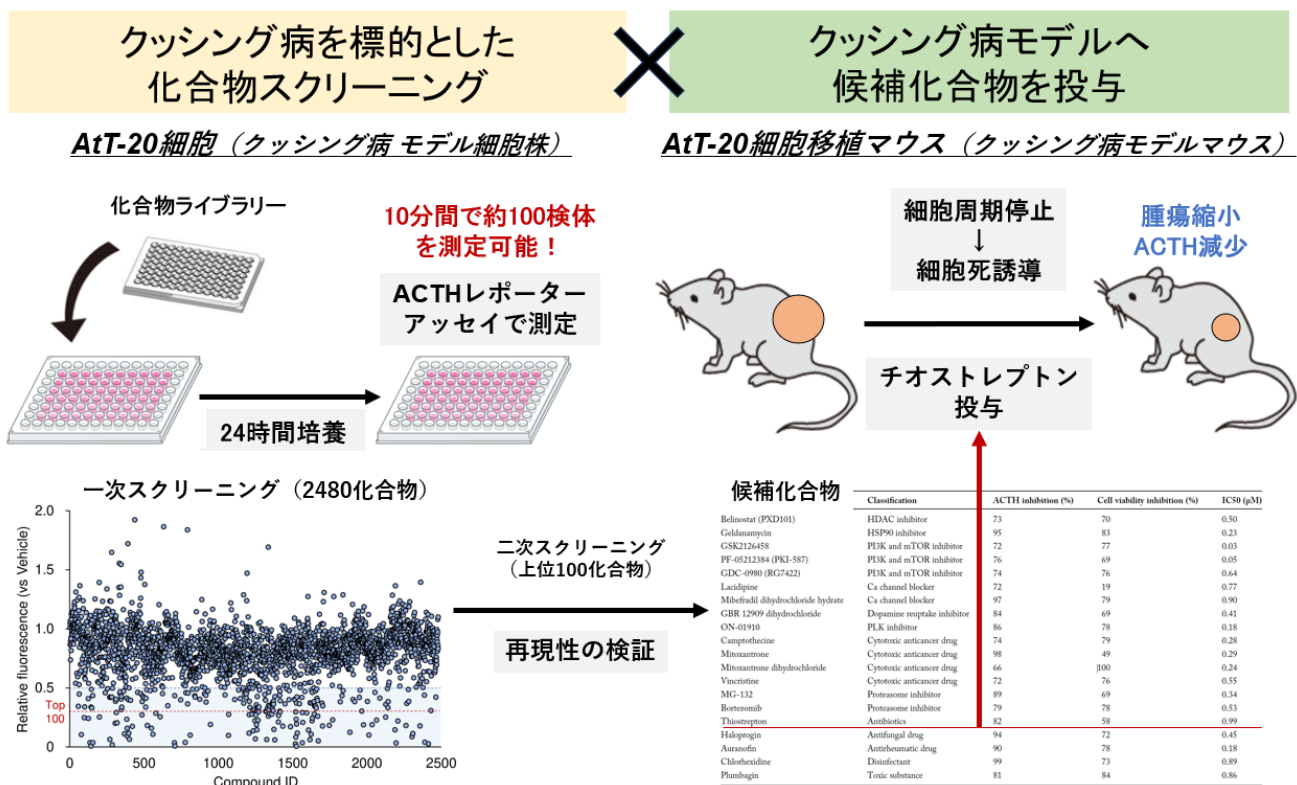 クッシング病を標的とした
化合物スクリーニング
クッシング病モデルへ
候補化合物を投与
AtT-20細胞（クッシング病 モデル細胞株）
化合物ライブラリー
10分間で約100検体
を測定可能！
ACTHレポーター
アッセイで測定
24時間培養
AtT-20細胞移植マウス（クッシング病モデルマウス）
細胞周期停止
↓
細胞死誘導
腫瘍縮小
ACTH減少
チオストレプトン
投与
一次スクリーニング（2480化合物）
Relative fluorescence (vs Vehicle)
2.0
1.5
1.0
0.5
Top
100
0
0 500 1000 1500 2000 2500
Compound ID
二次スクリーニング
（上位100化合物）
再現性の検証
候補化合物
Classification ACTH inhibition (%) Cell viability inhibition (%) IC50 (μM)
Belinostat (PXD101) HDAC inhibitor 73 70 0.50
Geldanamycin HSP90 inhibitor 95 83 0.23
GSK2126458 PI3K and mTOR inhibitor 72 77 0.03
PF-05212384 (PKI-587) PI3K and mTOR inhibitor 76 69 0.05
GDC-0980 (RG7422) PI3K and mTOR inhibitor 74 76 0.64
Lacidipine Ca channel blocker 72 19 0.77
Mibefradil dihydrochloride hydrate Ca channel blocker 97 79 0.90
GBR 12909 dihydrochloride Dopamine reuptake inhibitor 84 69 0.41
ON-01910 PLK inhibitor 86 78 0.18
Camptothecine Cytotoxic anticancer drug 74 79 0.28
Mitoxantrone Cytotoxic anticancer drug 98 49 0.29
Mitoxantrone dihydrochloride Cytotoxic anticancer drug 66 100 0.24
Vincristine Cytotoxic anticancer drug 72 76 0.55
MG-132 Proteasome inhibitor 89 69 0.34
Bortezomib Proteasome inhibitor 79 78 0.53
Thiostrepton Antibiotics 82 58 0.99
Haloprogin Antifungal drug 94 72 0.45
Auranofin Antirheumatic drug 90 78 0.18
Chlorhexidine Disinfectant 99 73 0.89
Plumbagin Toxic substance 81 84 0.86